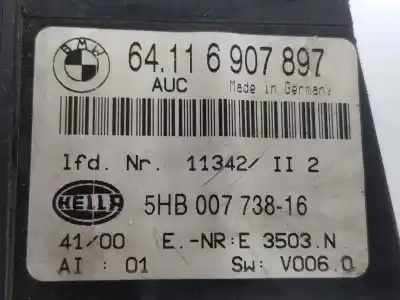 BMW
64.11 6 907 897
AUC Made in Germany
lfd. Nr. 11342/ II 2
HELLA
5HB 007 738-16
41/00 E.-NR:E 3503.N
AI : 01 SW: V006.0